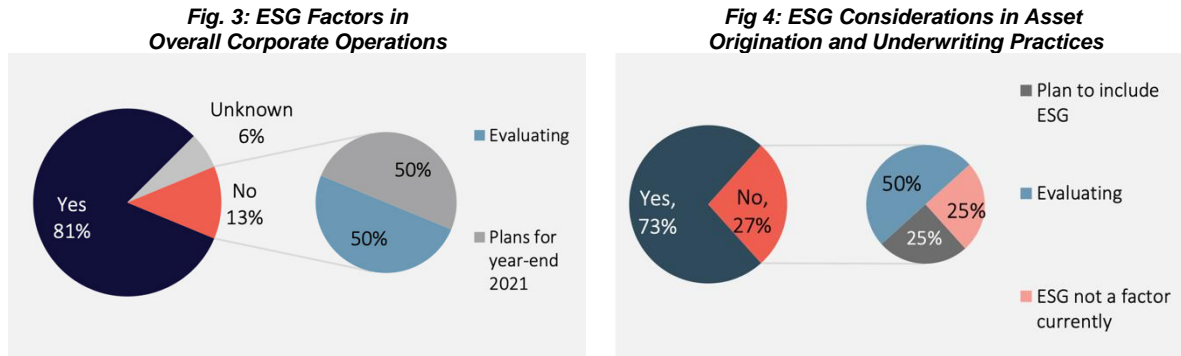 Fig. 3: ESG Factors in
Overall Corporate Operations
Unknown
6%
Yes
81%
No
13%
50%
50%
Evaluating
Plans for
year-end
2021
Fig 4: ESG Considerations in Asset
Origination and Underwriting Practices
Yes,
73%
No,
27%
50%
25%
25%
Plan to include
ESG
Evaluating
ESG not a factor
currently